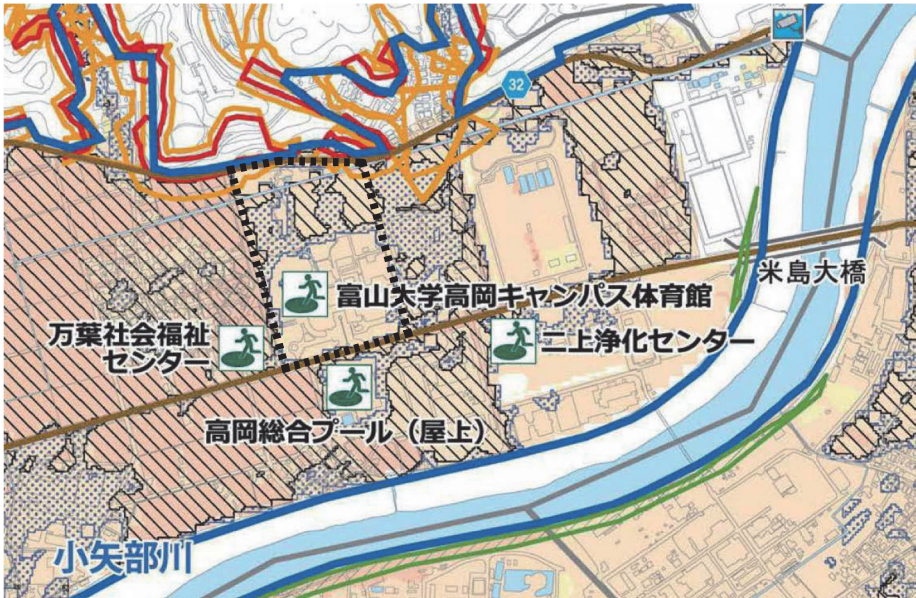 32
米島大橋
富山大学高岡キャンパス体育館
万葉社会福祉
センター
二上浄化センター
高岡総合プール（屋上）
小矢部川